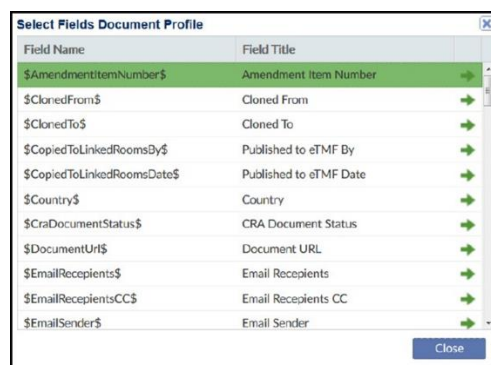 Select Fields Document Profile
Field Name Field Title
$AmendmentItemNumber$ Amendment Item Number
$ClonedFrom$ Cloned From
$ClonedTo$ Cloned To
$CopiedToLinkedRoomsBy$ Published to eTMF By
$CopiedToLinkedRoomsDate$ Published to eTMF Date
$Country$ Country
$CraDocumentStatus$ CRA Document Status
$DocumentUrl$ Document URL
$EmailRecepients$ Email Recepients
$EmailRecepientsCC$ Email Recepients CC
$EmailSender$ Email Sender
Close